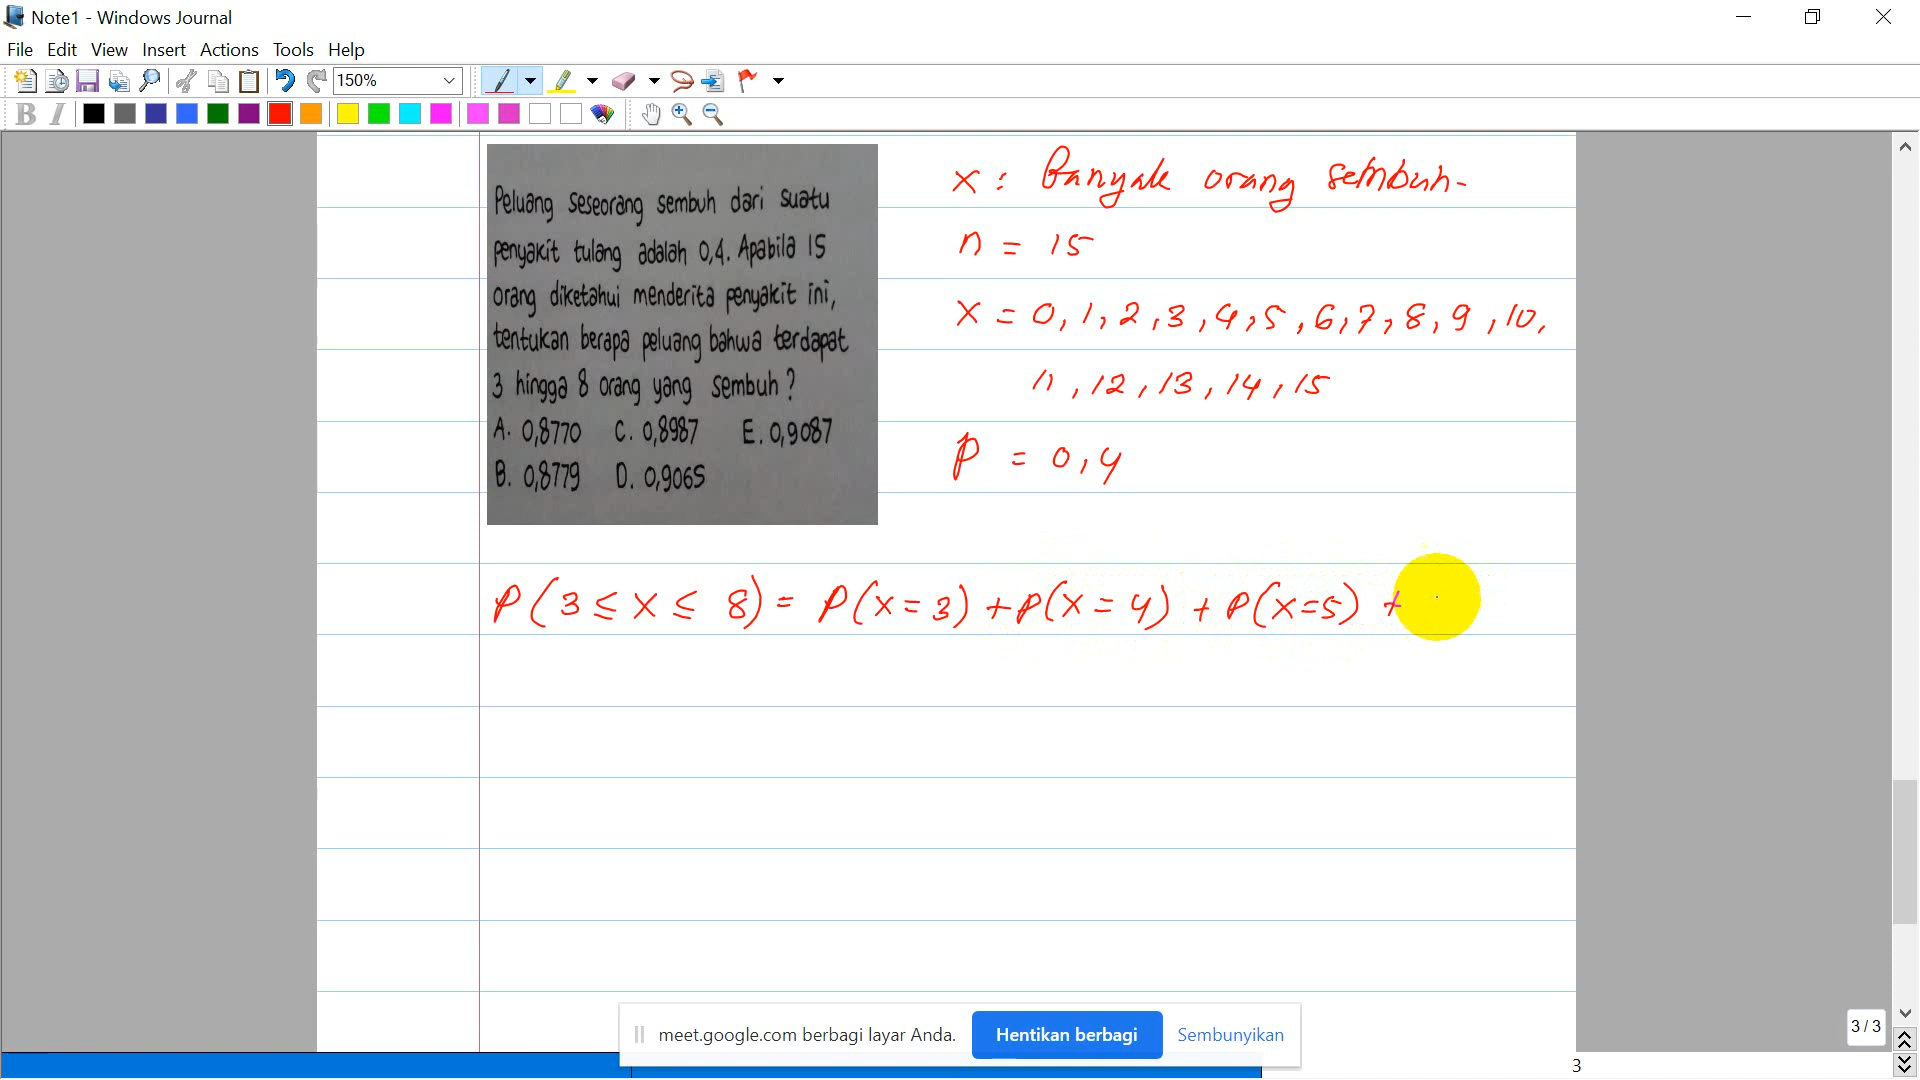 Note1 - Windows Journal
File Edit View Insert Actions Tools Help
150%
B I
Peluang seseorang sembuh dari suatu
penyakit tulang adalah 0,4. Apabila 15
orang diketahui menderita penyakit ini,
tentukan berapa peluang bahwa terdapat
3 hingga 8 orang yang sembuh?
A. 0,8770 C. 0,8987 E. 0,9087
B. 0,8779 D. 0,9065
x : Banyak orang sembuh.
n = 15
x = 0, 1, 2, 3, 4, 5, 6, 7, 8, 9, 10,
11, 12, 13, 14, 15
p = 0,4
P(3 ≤ x ≤ 8) = P(x=3) + P(x=4) + P(x=5) +
meet.google.com berbagi layar Anda. Hentikan berbagi Sembunyikan
3/3
3